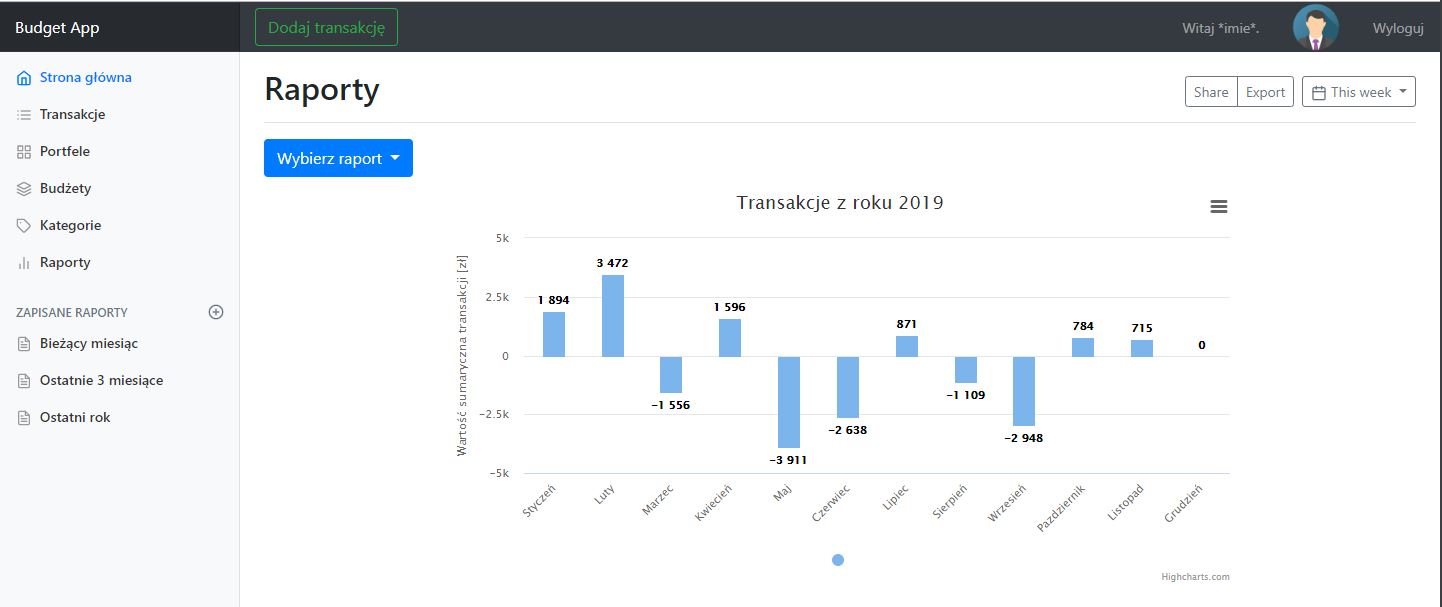 Budget App
Dodaj transakcję
Witaj *imie*.
Wyloguj
Strona główna
Transakcje
Portfele
Budżety
Kategorie
Raporty
ZAPISANE RAPORTY
Bieżący miesiąc
Ostatnie 3 miesiące
Ostatni rok
Raporty
Share
Export
This week
Wybierz raport
Transakcje z roku 2019
Wartość sumaryczna transakcji [zł]
5k
2.5k
0
−2.5k
−5k
1 894
3 472
−1 556
1 596
−3 911
−2 638
871
−1 109
−2 948
784
715
0
Styczeń
Luty
Marzec
Kwiecień
Maj
Czerwiec
Lipiec
Sierpień
Wrzesień
Pazdziernik
Listopad
Grudzień
Highcharts.com